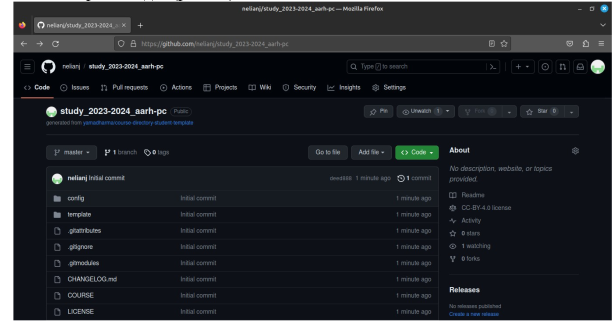 nelianj/study_2023-2024_aarh-pc — Mozilla Firefox
nelianj/study_2023-2024_
https://github.com/nelianj/study_2023-2024_aarh-pc
nelianj / study_2023-2024_aarh-pc
Type / to search
Code
Issues
Pull requests
Actions
Projects
Wiki
Security
Insights
Settings
study_2023-2024_aarh-pc
Public
Pin
Unwatch 1
Star 0
generated from yamadharma/course-directory-student-template
master
1 branch
0 tags
Go to file
Add file
Code
nelianj Initial commit
1 minute ago
1 commit
config
Initial commit
1 minute ago
template
Initial commit
1 minute ago
.gitattributes
Initial commit
1 minute ago
.gitignore
Initial commit
1 minute ago
.gitmodules
Initial commit
1 minute ago
CHANGELOG.md
Initial commit
1 minute ago
COURSE
Initial commit
1 minute ago
LICENSE
Initial commit
1 minute ago
About
No description, website, or topics
provided.
Readme
CC-BY-4.0 license
Activity
0 stars
1 watching
0 forks
Releases
No releases published
Create a new release